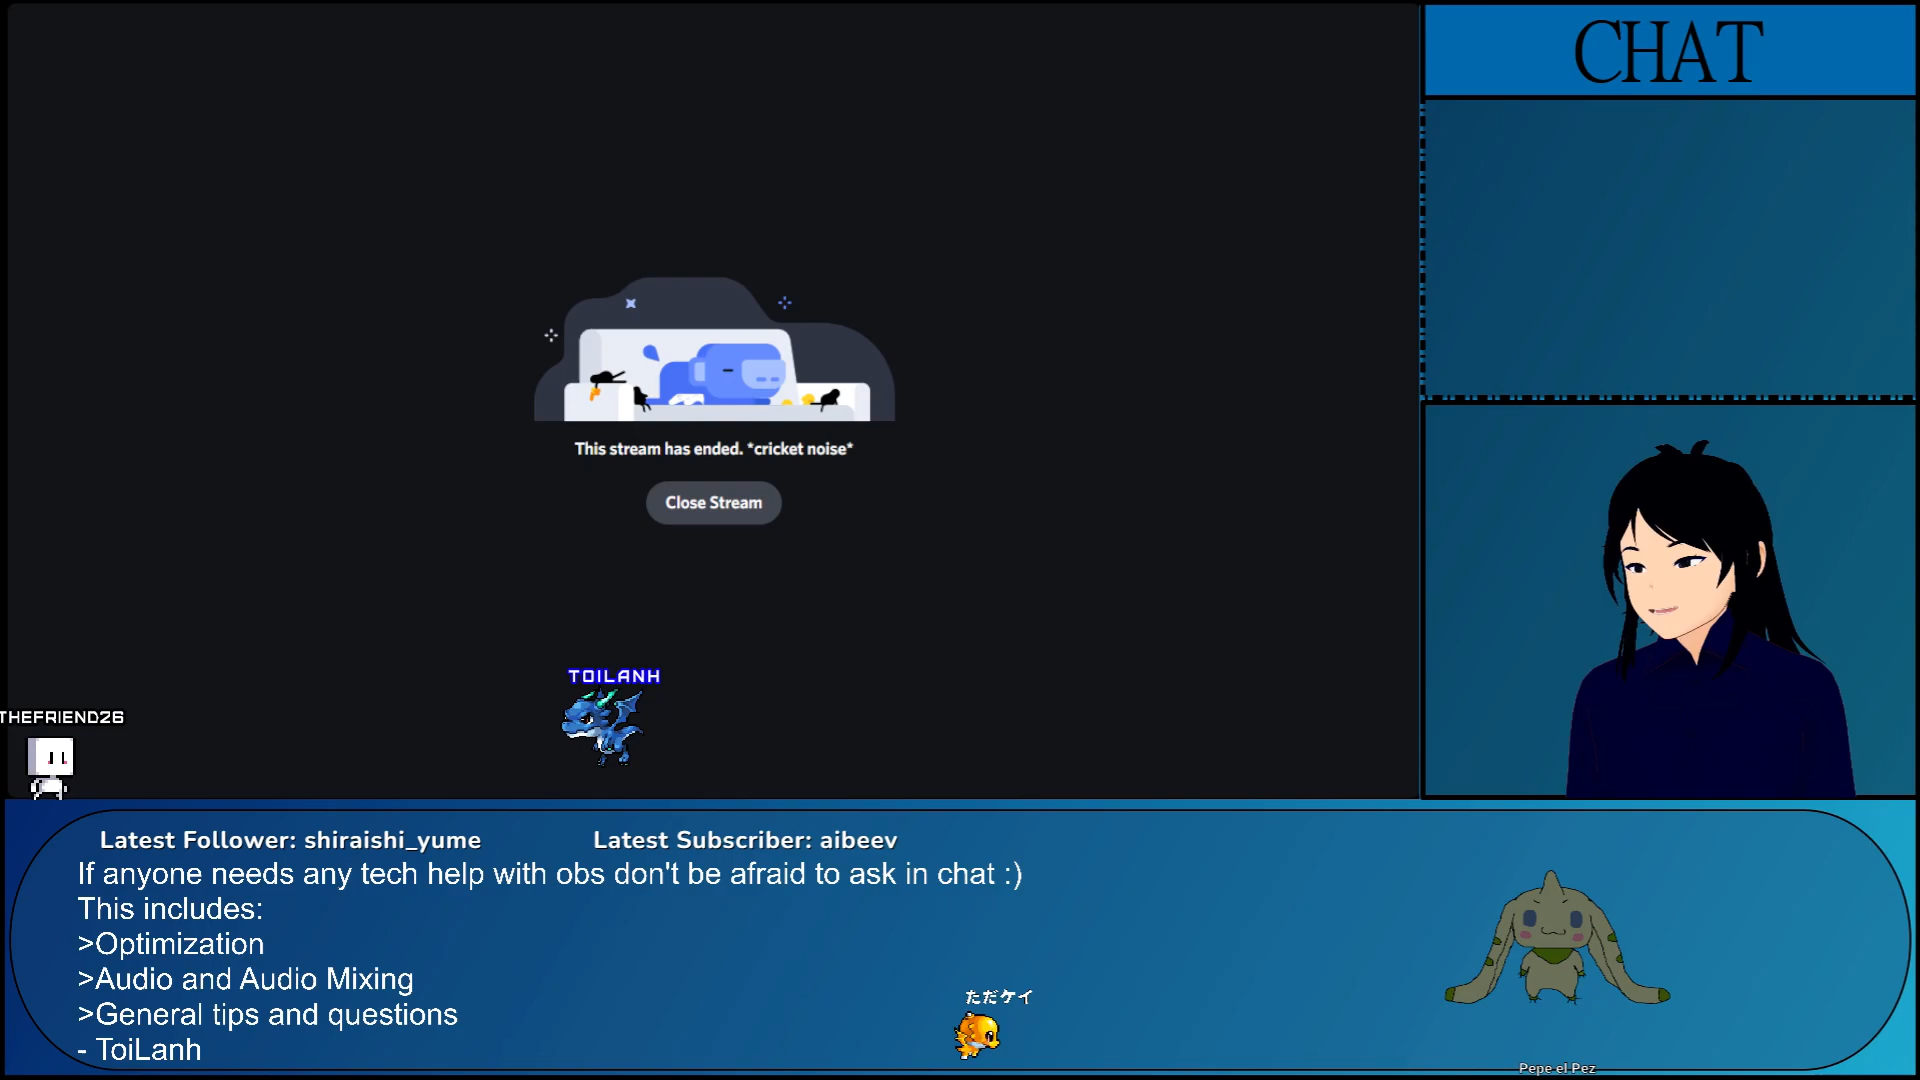 CHAT
This stream has ended. *cricket noise*
Close Stream
TOILANH
THEFRIEND26
Latest Follower: shiraishi_yume
Latest Subscriber: aibeev
If anyone needs any tech help with obs don't be afraid to ask in chat :)
This includes:
>Optimization
>Audio and Audio Mixing
>General tips and questions
- ToiLanh
ただケイ
Pepe el Pez